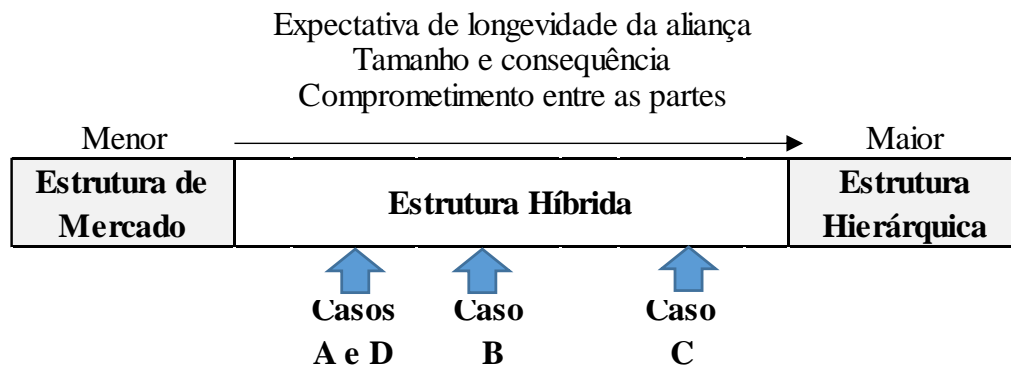 Expectativa de longevidade da aliança
Tamanho e consequência
Comprometimento entre as partes
Menor
Maior
Estrutura de
Mercado
Estrutura Híbrida
Estrutura
Hierárquica
Casos
A e D
Caso
B
Caso
C